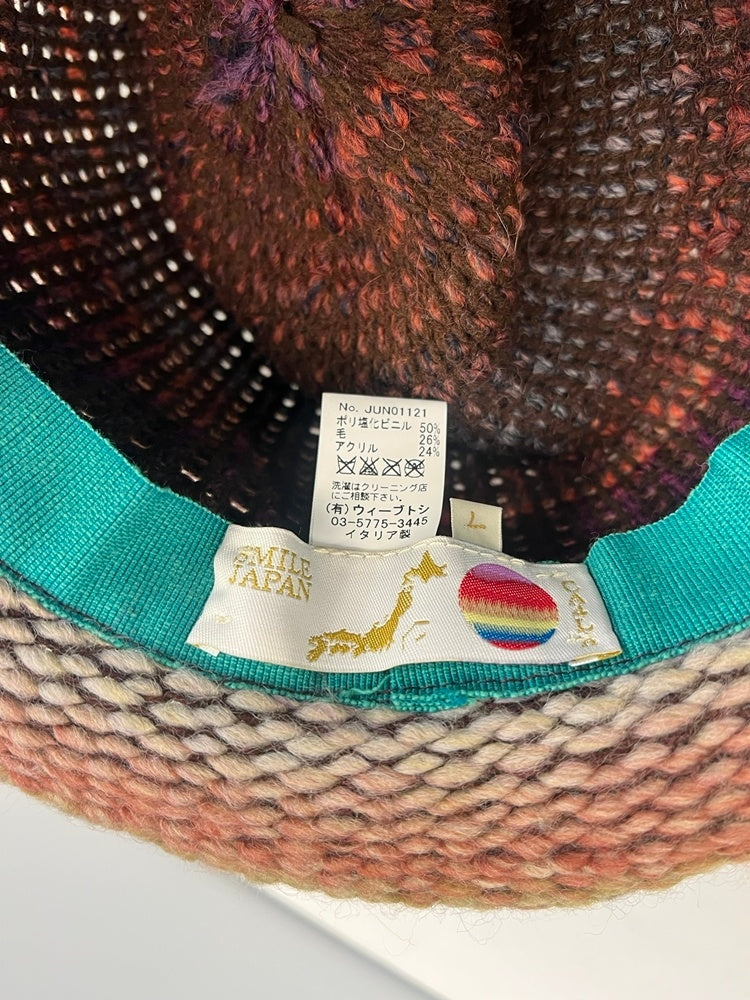 No. JUN01121
ポリ塩化ビニル 50%
毛 26%
アクリル 24%
洗濯はクリーニング店
にご相談下さい。
(有)ウィーブトシ
03-5775-3445
イタリア製
L
SMILE
JAPAN